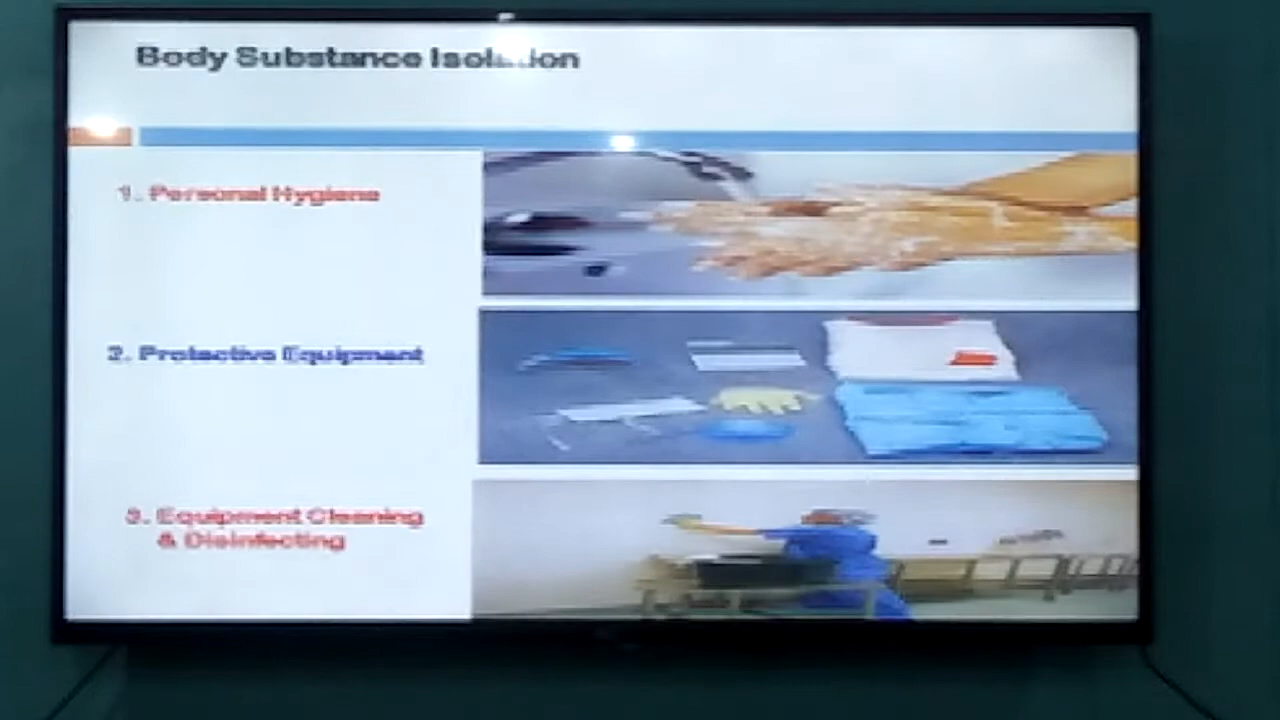 Body Substance Isolation
1. Personal Hygiene
2. Protective Equipment
3. Equipment Cleaning
& Disinfecting